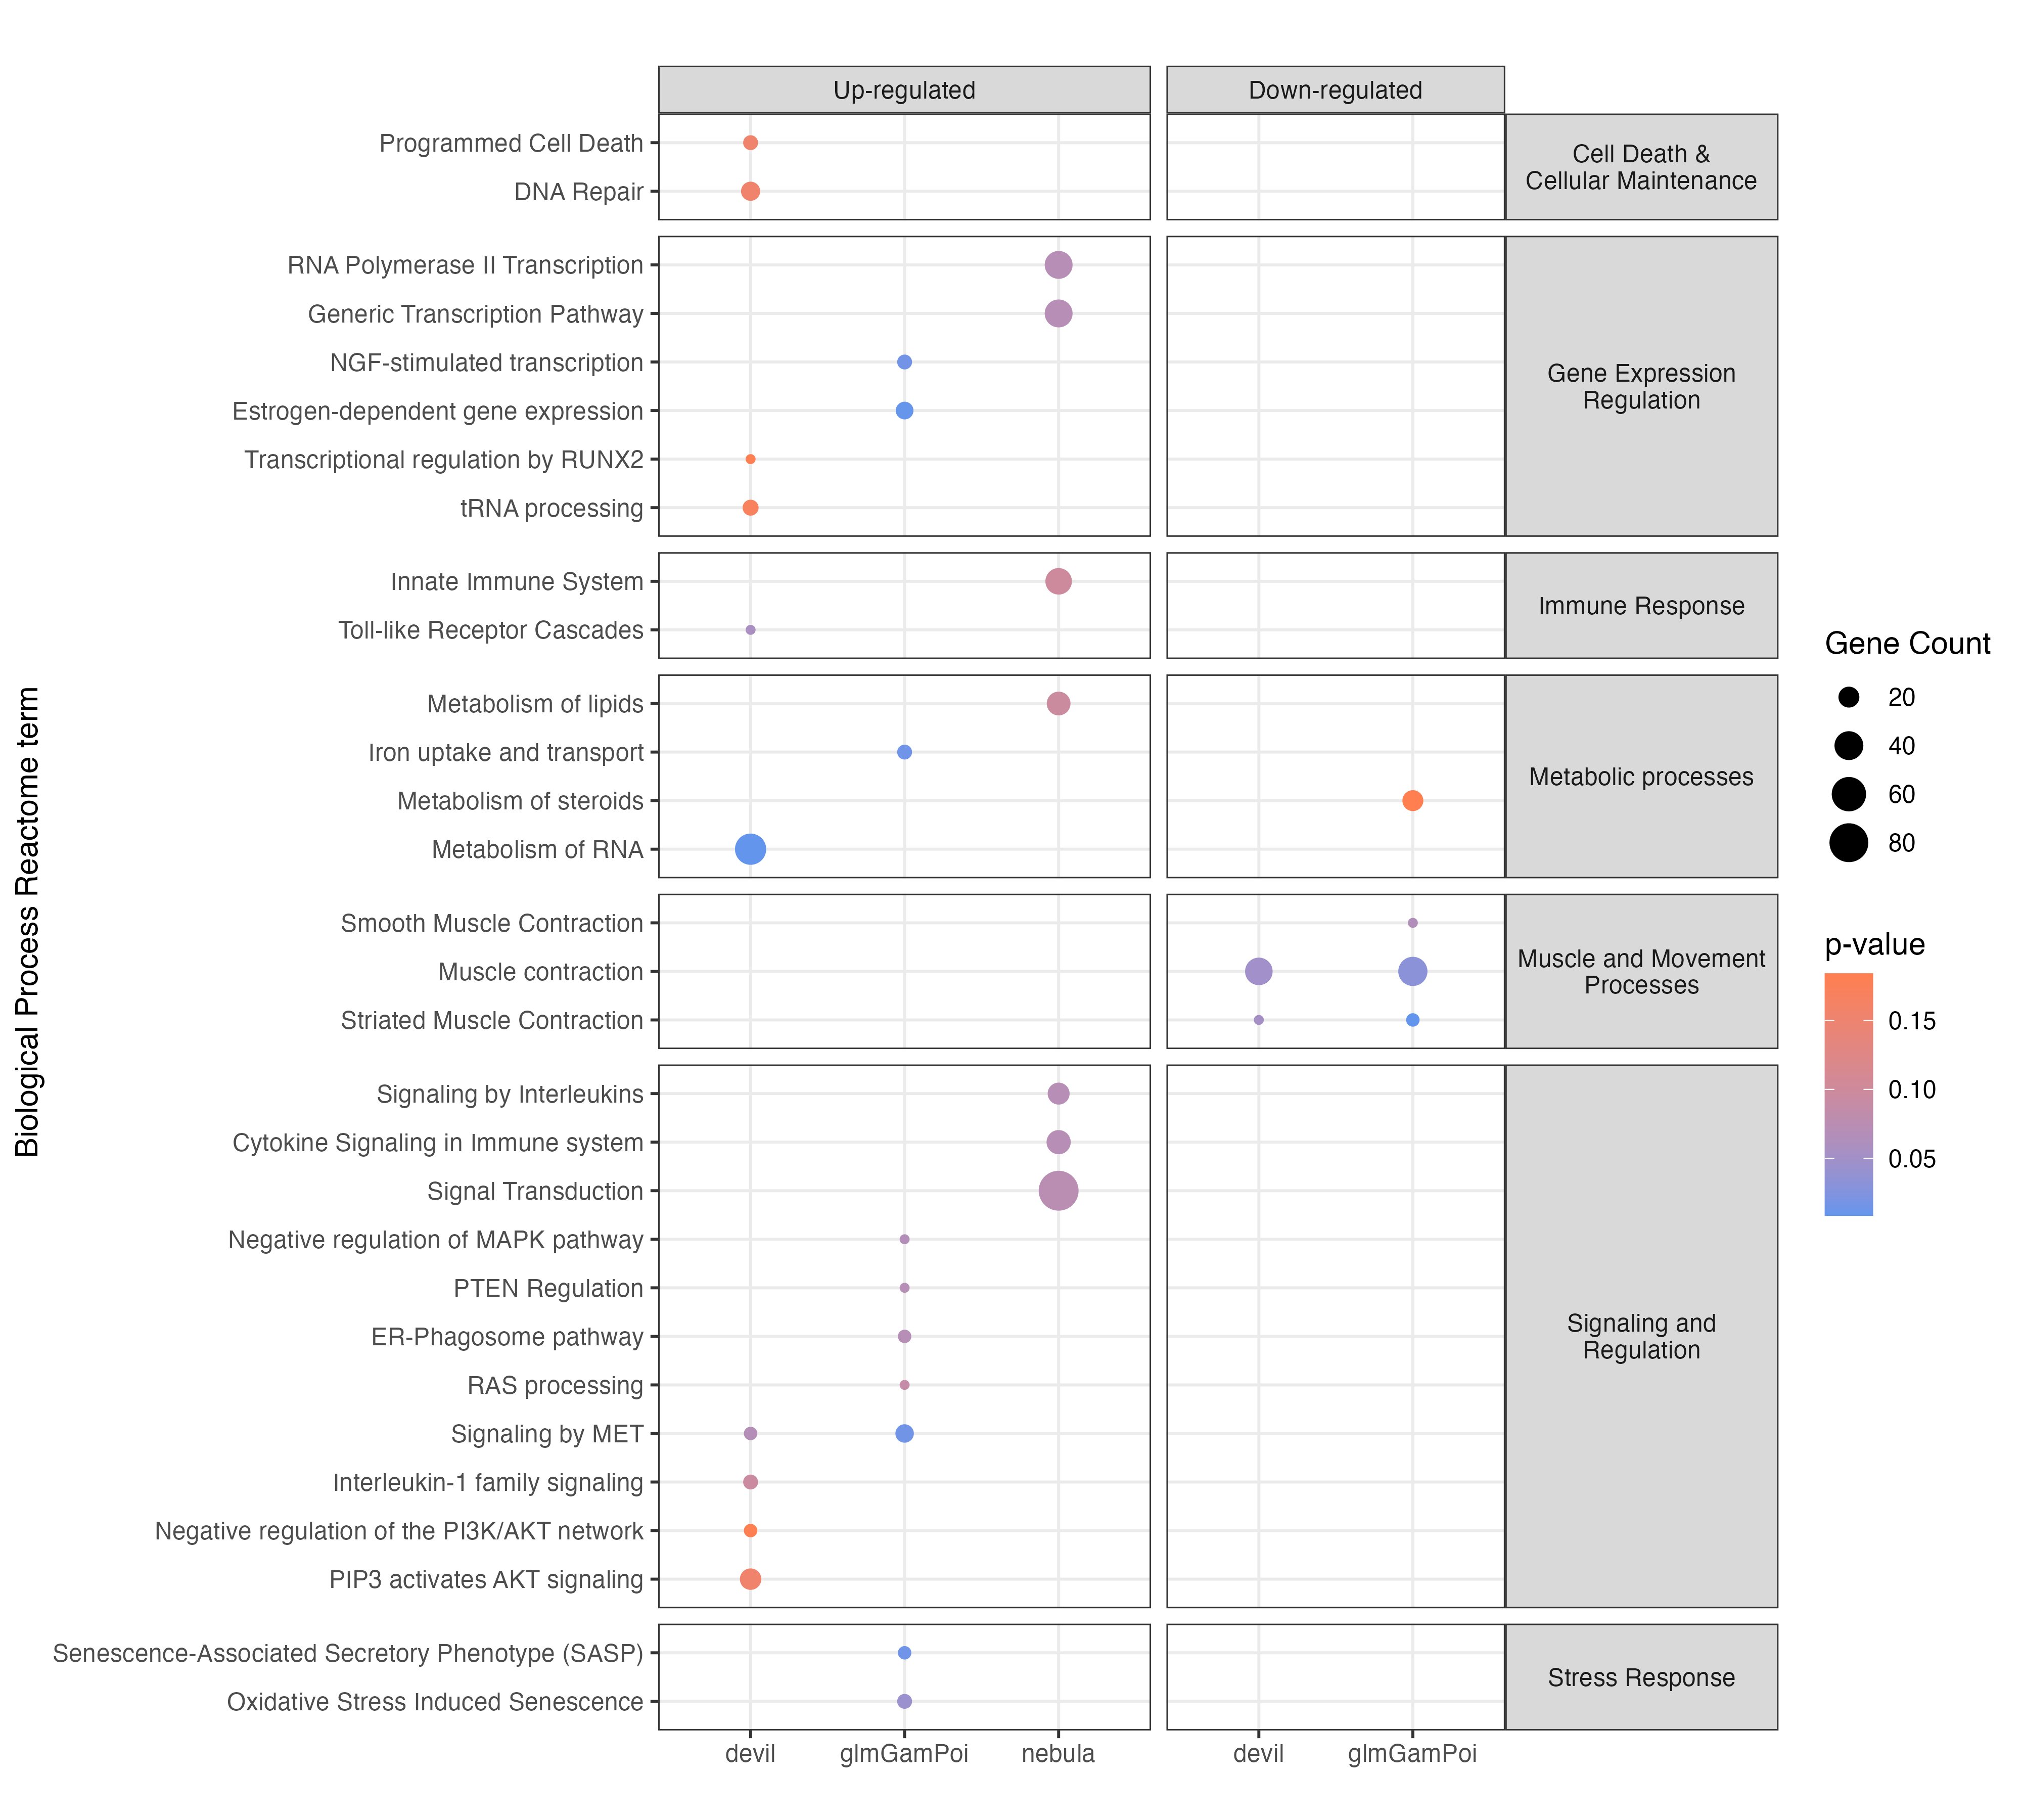 Up-regulated
Down-regulated
Programmed Cell Death
DNA Repair
Cell Death &
Cellular Maintenance
RNA Polymerase II Transcription
Generic Transcription Pathway
NGF-stimulated transcription
Estrogen-dependent gene expression
Transcriptional regulation by RUNX2
tRNA processing
Gene Expression
Regulation
Innate Immune System
Toll-like Receptor Cascades
Immune Response
Metabolism of lipids
Iron uptake and transport
Metabolism of steroids
Metabolism of RNA
Metabolic processes
Smooth Muscle Contraction
Muscle contraction
Striated Muscle Contraction
Muscle and Movement
Processes
Signaling by Interleukins
Cytokine Signaling in Immune system
Signal Transduction
Negative regulation of MAPK pathway
PTEN Regulation
ER-Phagosome pathway
RAS processing
Signaling by MET
Interleukin-1 family signaling
Negative regulation of the PI3K/AKT network
PIP3 activates AKT signaling
Signaling and
Regulation
Senescence-Associated Secretory Phenotype (SASP)
Oxidative Stress Induced Senescence
Stress Response
devil
glmGamPoi
nebula
devil
glmGamPoi
Biological Process Reactome term
Gene Count
20
40
60
80
p-value
0.15
0.10
0.05